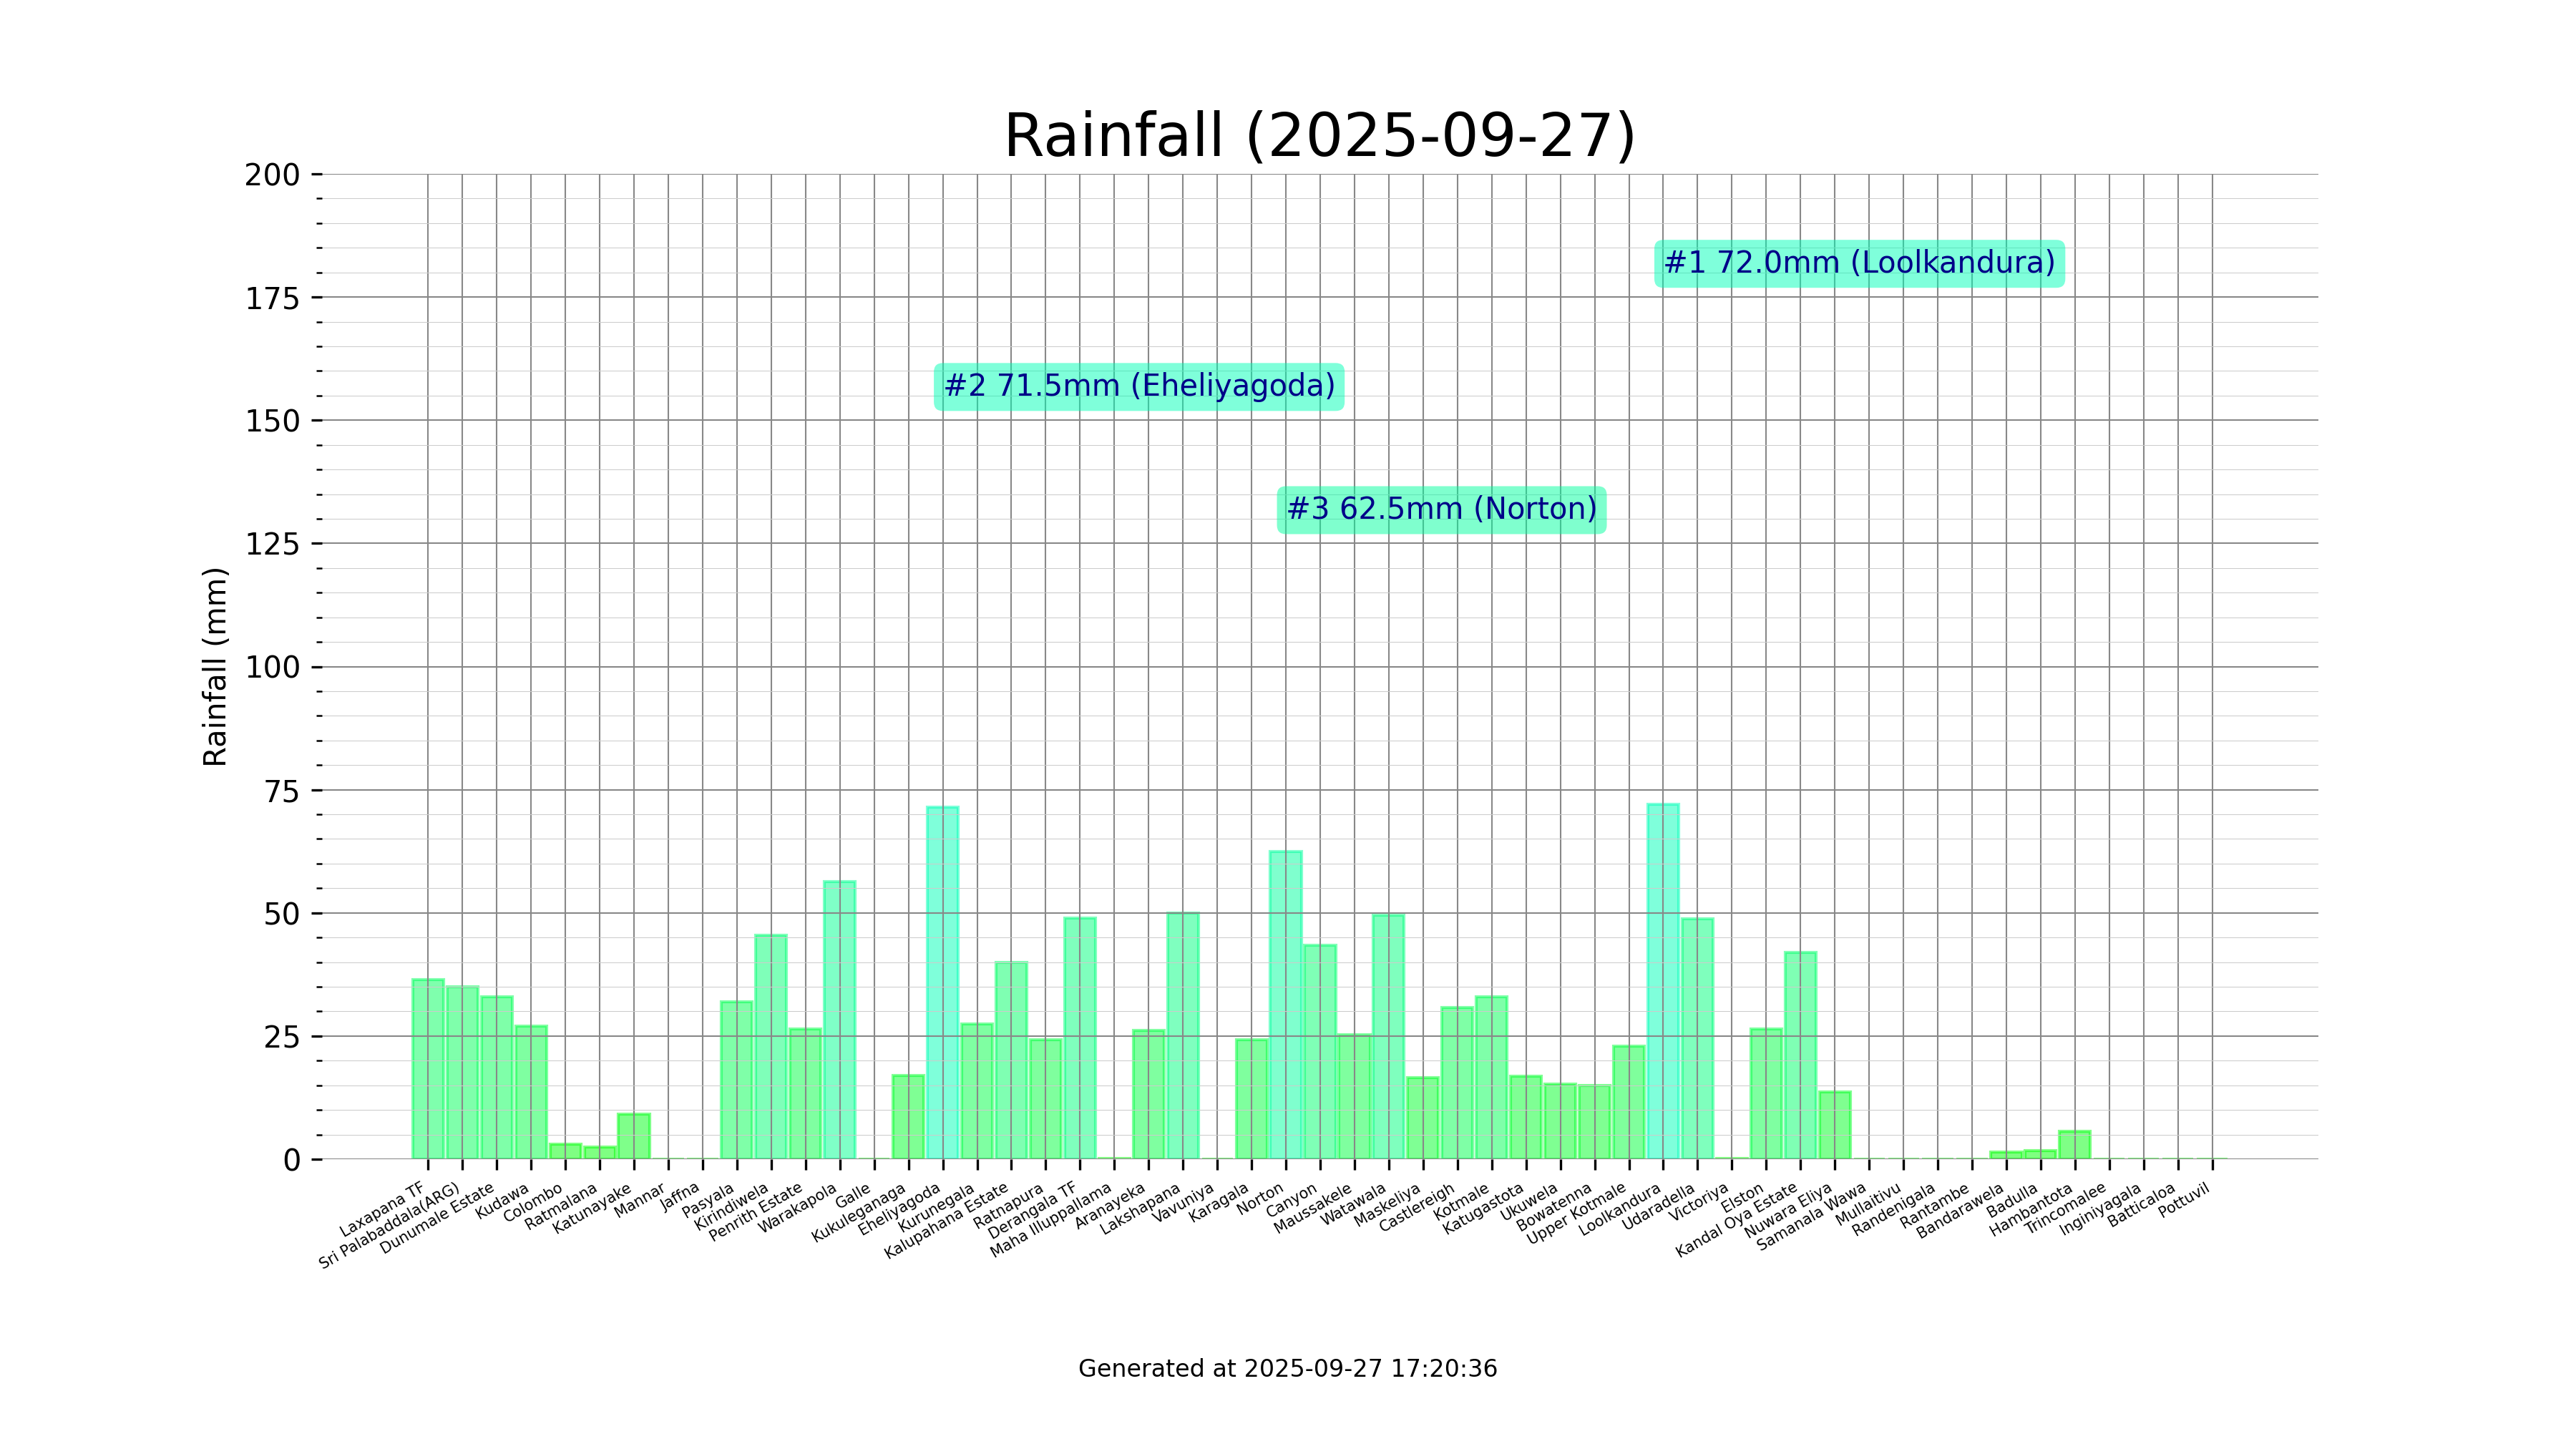 Rainfall (2025-09-27)
200
175
150
125
100
75
50
25
0
Rainfall (mm)
#1 72.0mm (Loolkandura)
#2 71.5mm (Eheliyagoda)
#3 62.5mm (Norton)
Laxapana TF
Sri Palabaddala(ARG)
Dunumale Estate
Kudawa
Colombo
Ratmalana
Katunayake
Mannar
Jaffna
Pasyala
Kirindiwela
Penrith Estate
Warakapola
Galle
Kukuleganaga
Eheliyagoda
Kurunegala
Kalupahana Estate
Ratnapura
Derangala TF
Maha Illuppallama
Aranayeka
Lakshapana
Vavuniya
Karagala
Norton
Canyon
Maussakele
Watawala
Maskeliya
Castlereigh
Kotmale
Katugastota
Ukuwela
Bowatenna
Upper Kotmale
Loolkandura
Udaradella
Victoriya
Elston
Kandal Oya Estate
Nuwara Eliya
Samanala Wawa
Mullaitivu
Randenigala
Rantambe
Bandarawela
Badulla
Hambantota
Trincomalee
Inginiyagala
Batticaloa
Pottuvil
Generated at 2025-09-27 17:20:36